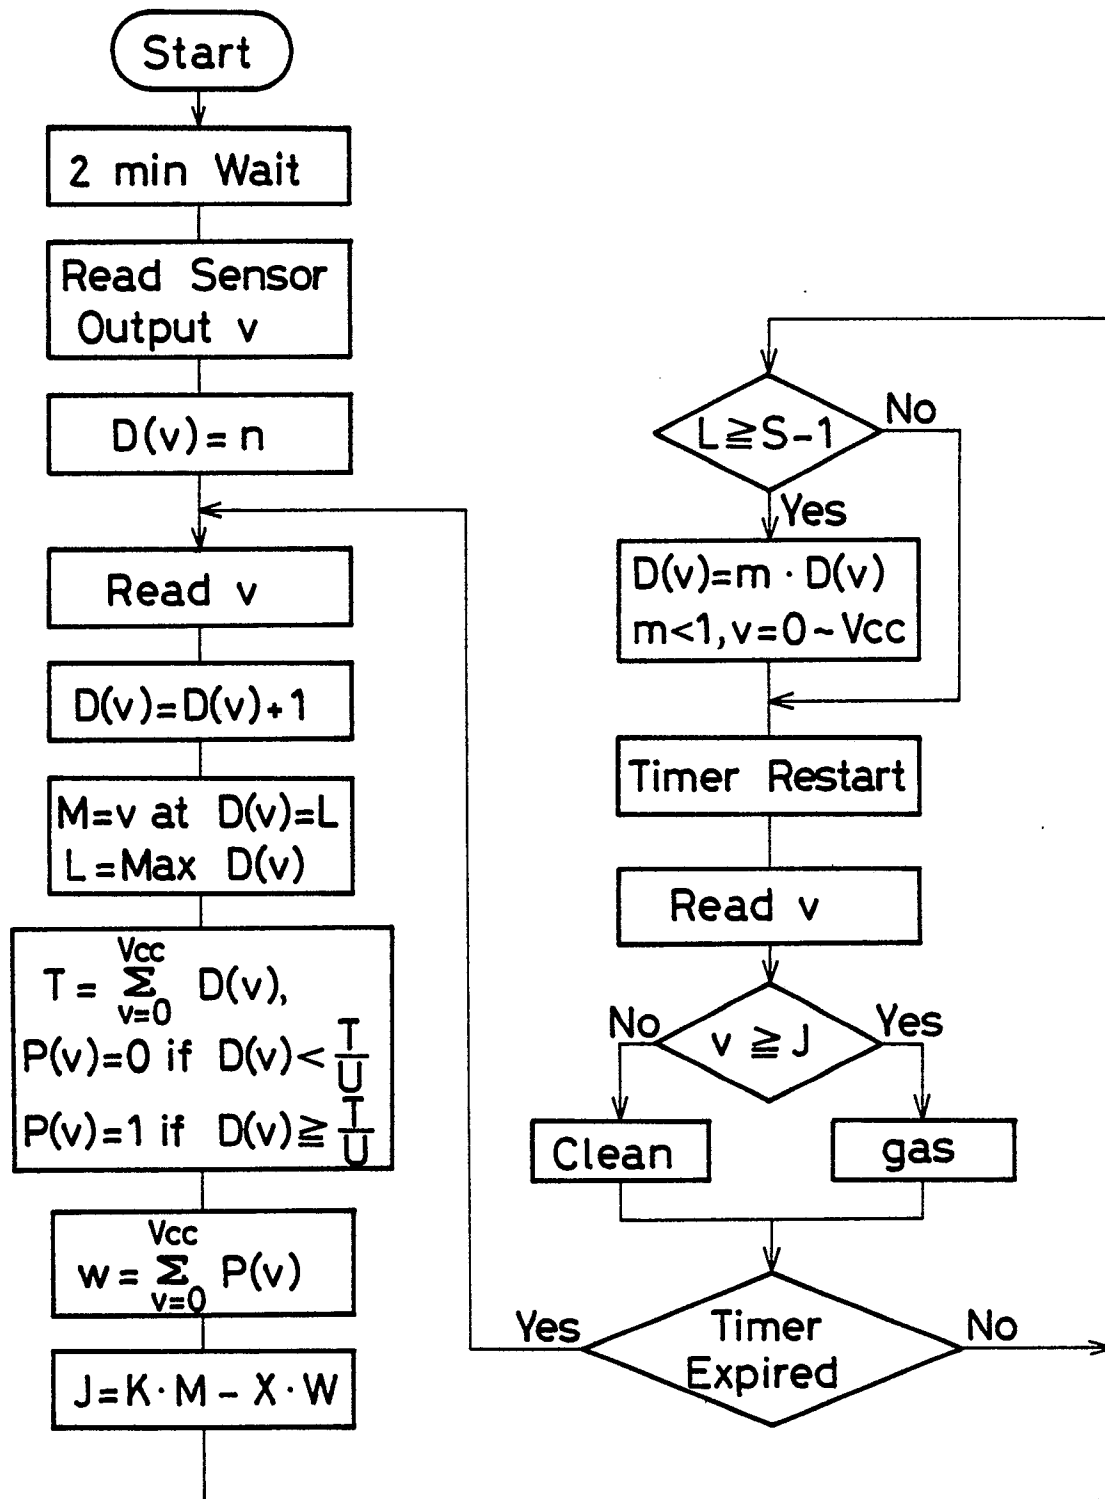 Start
2 min Wait
Read Sensor
Output v
D(v)=n
Read v
D(v)=D(v)+1
M=v at D(v)=L
L=Max D(v)
T= Vcc Σ v=0 D(v),
P(v)=0 if D(v)< T/U
P(v)=1 if D(v)≧ T/U
w= Vcc Σ v=0 P(v)
J=K·M-X·W
L≧S-1
No
Yes
D(v)=m·D(v)
m<1, v=0~Vcc
Timer Restart
Read v
v≧J
No
Yes
Clean
gas
Timer
Expired
Yes
No